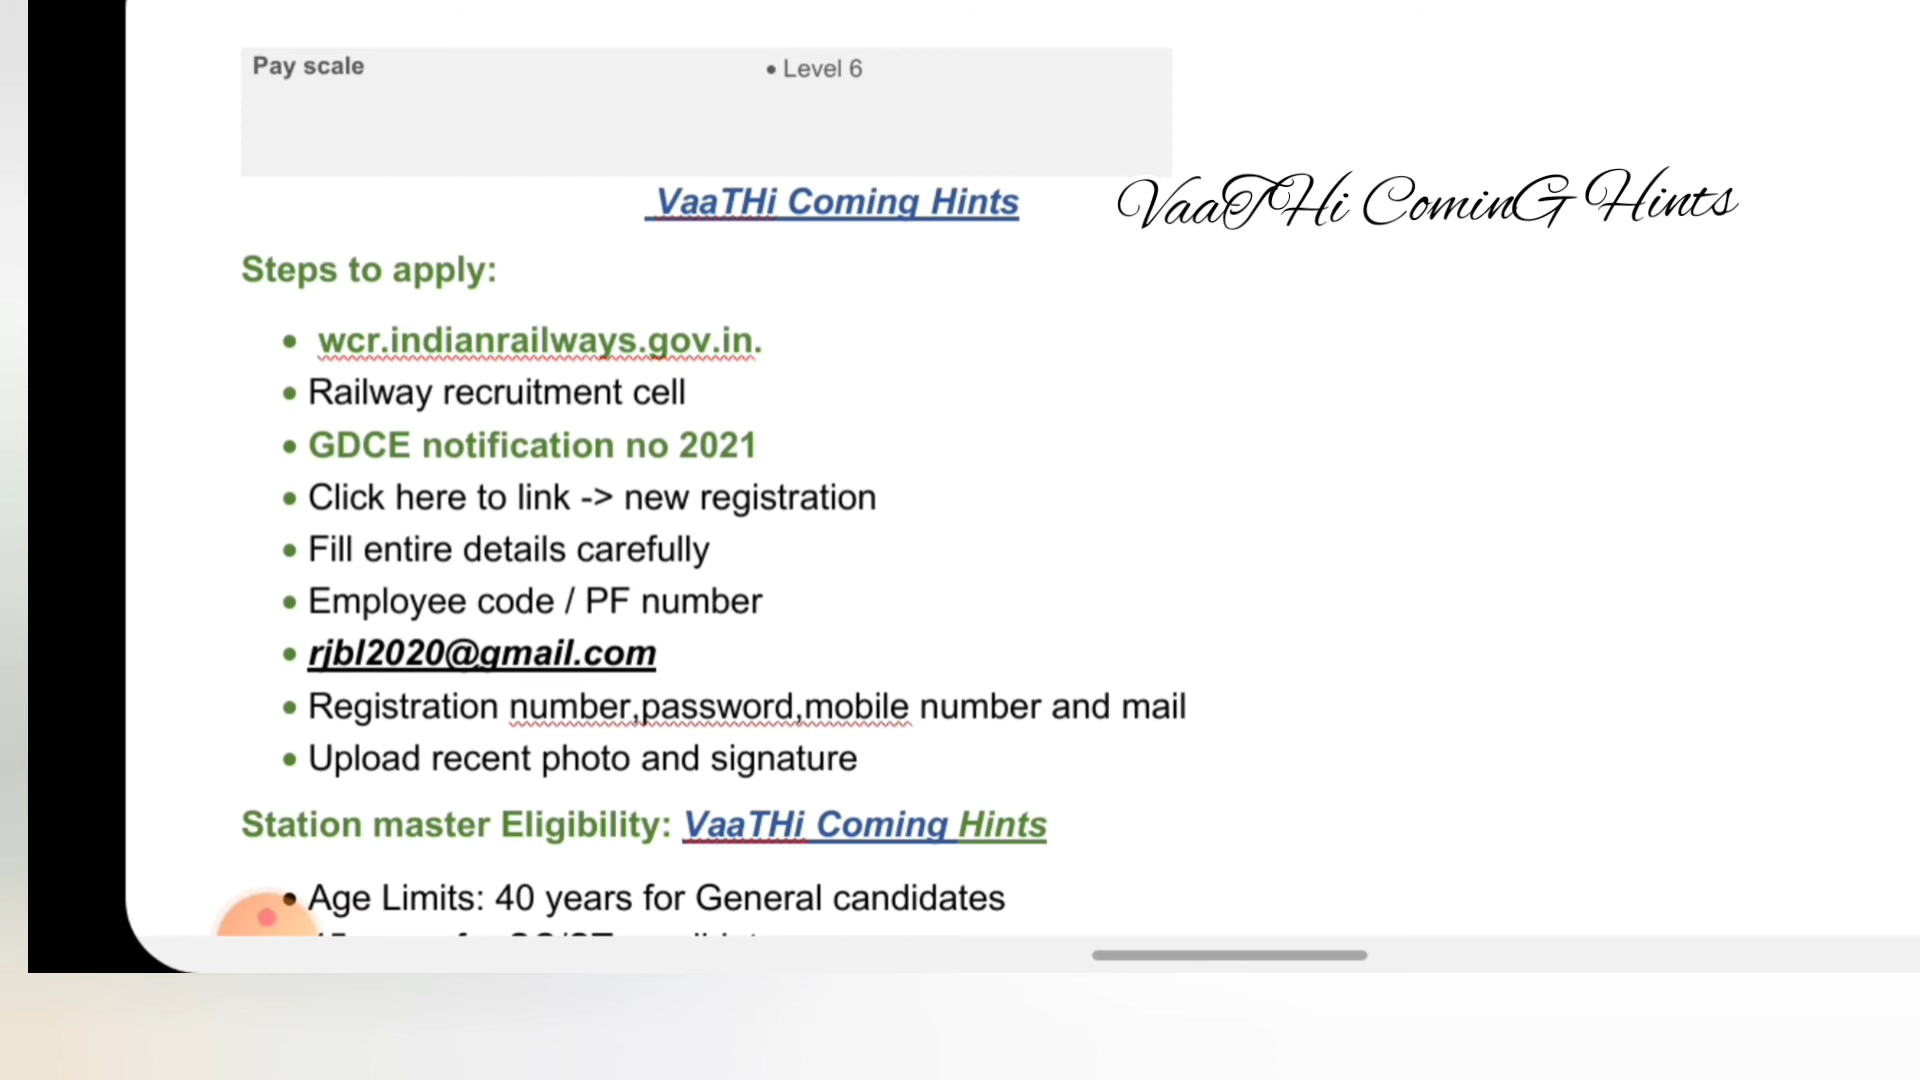 Pay scale
• Level 6
VaaTHi Coming Hints
VaaTHi CominG Hints
Steps to apply:
• wcr.indianrailways.gov.in.
• Railway recruitment cell
• GDCE notification no 2021
• Click here to link -> new registration
• Fill entire details carefully
• Employee code / PF number
• rjbl2020@gmail.com
• Registration number,password,mobile number and mail
• Upload recent photo and signature
Station master Eligibility: VaaTHi Coming Hints
• Age Limits: 40 years for General candidates